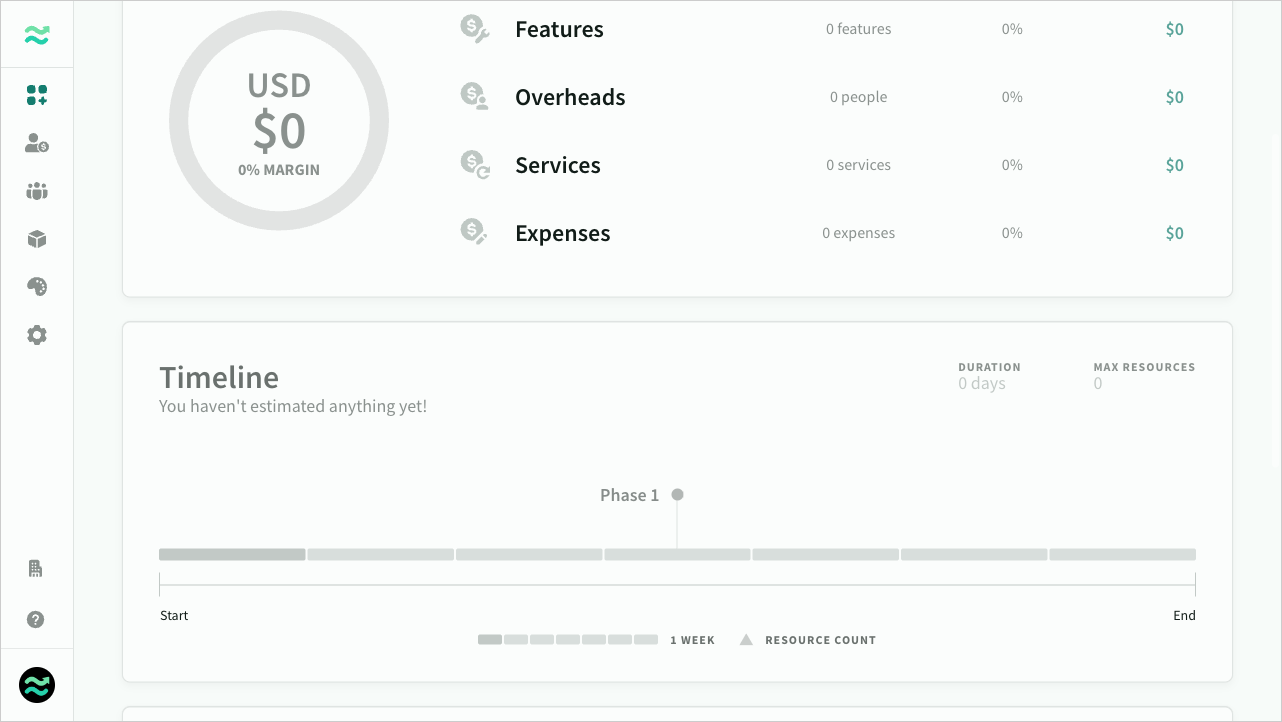 USD
$0
0% MARGIN
Features 0 features 0% $0
Overheads 0 people 0% $0
Services 0 services 0% $0
Expenses 0 expenses 0% $0
Timeline
You haven't estimated anything yet!
DURATION
0 days
MAX RESOURCES
0
Phase 1
Start
End
1 WEEK
RESOURCE COUNT